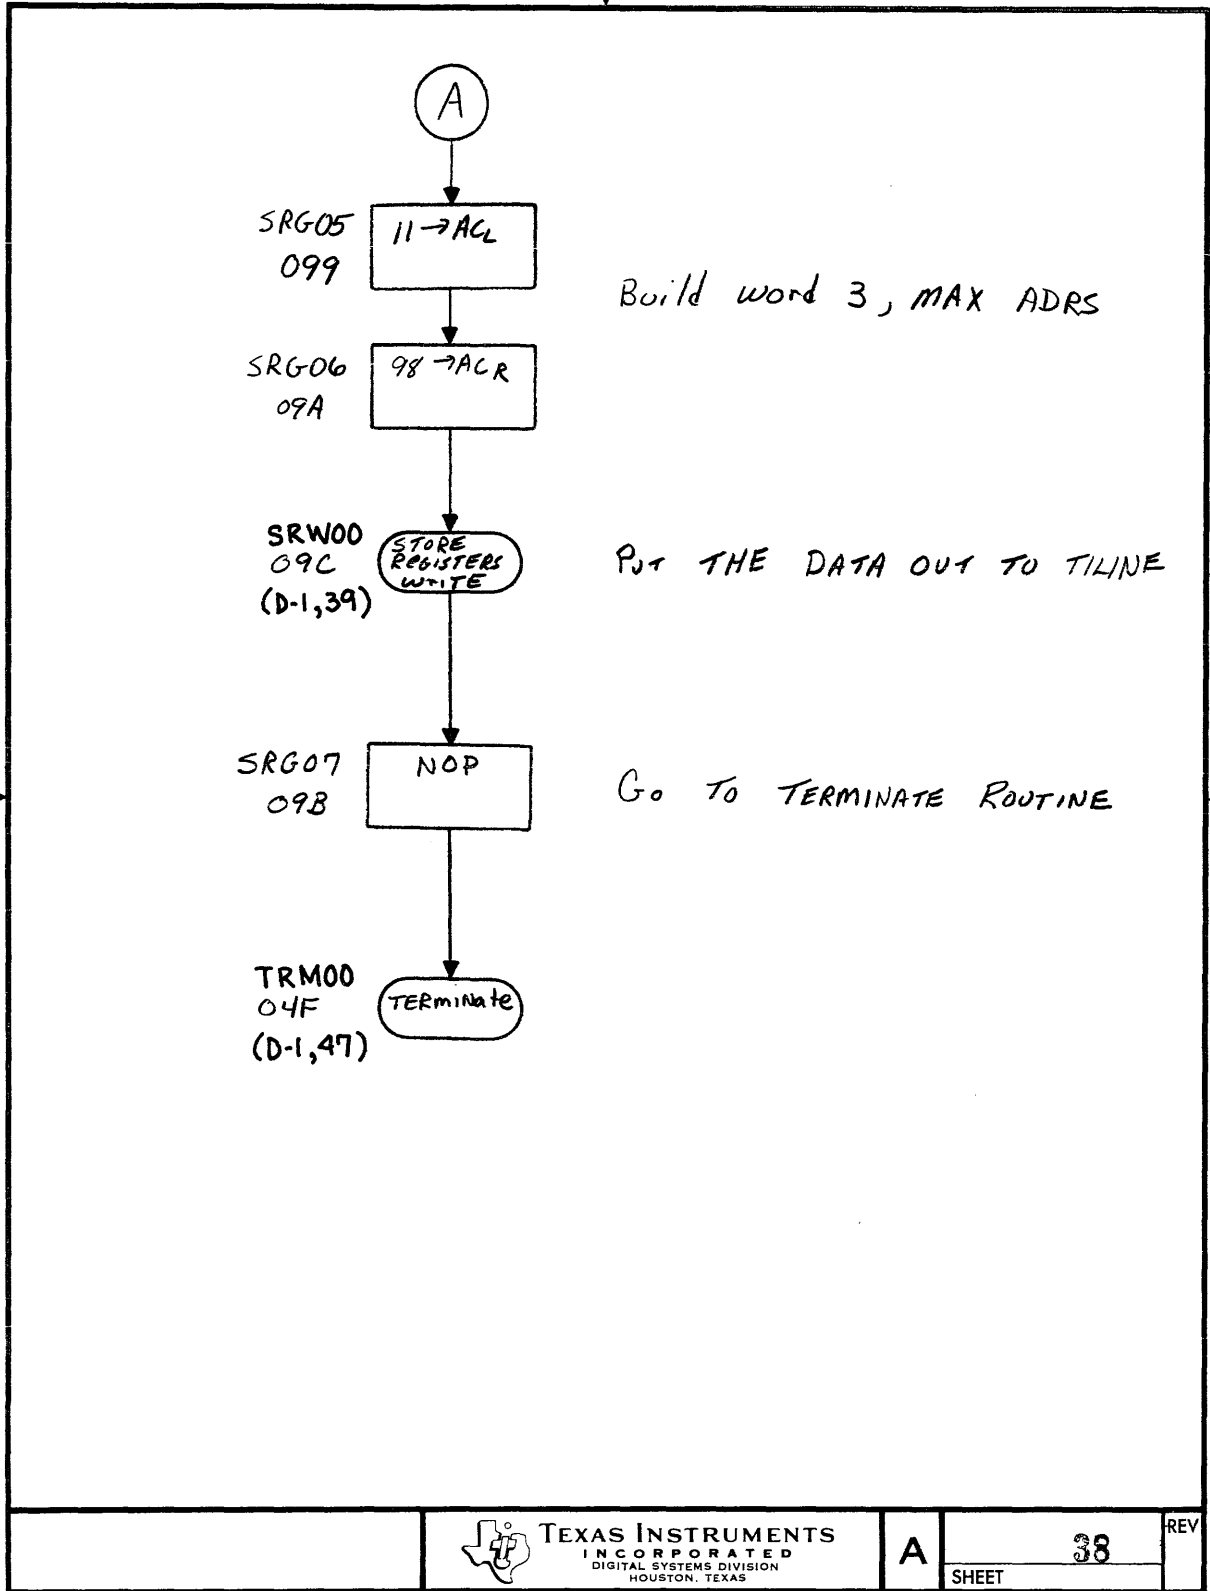 A
SRG05
099
11→ACL
Build word 3, MAX ADRS
SRG06
09A
98→ACR
SRW00
09C
(D-1,39)
STORE
REGISTERS
WRITE
PUT THE DATA OUT TO TILINE
SRG07
09B
NOP
GO TO TERMINATE ROUTINE
TRM00
04F
(D-1,47)
TERMINate
TEXAS INSTRUMENTS
INCORPORATED
DIGITAL SYSTEMS DIVISION
HOUSTON, TEXAS
A
38
SHEET
REV